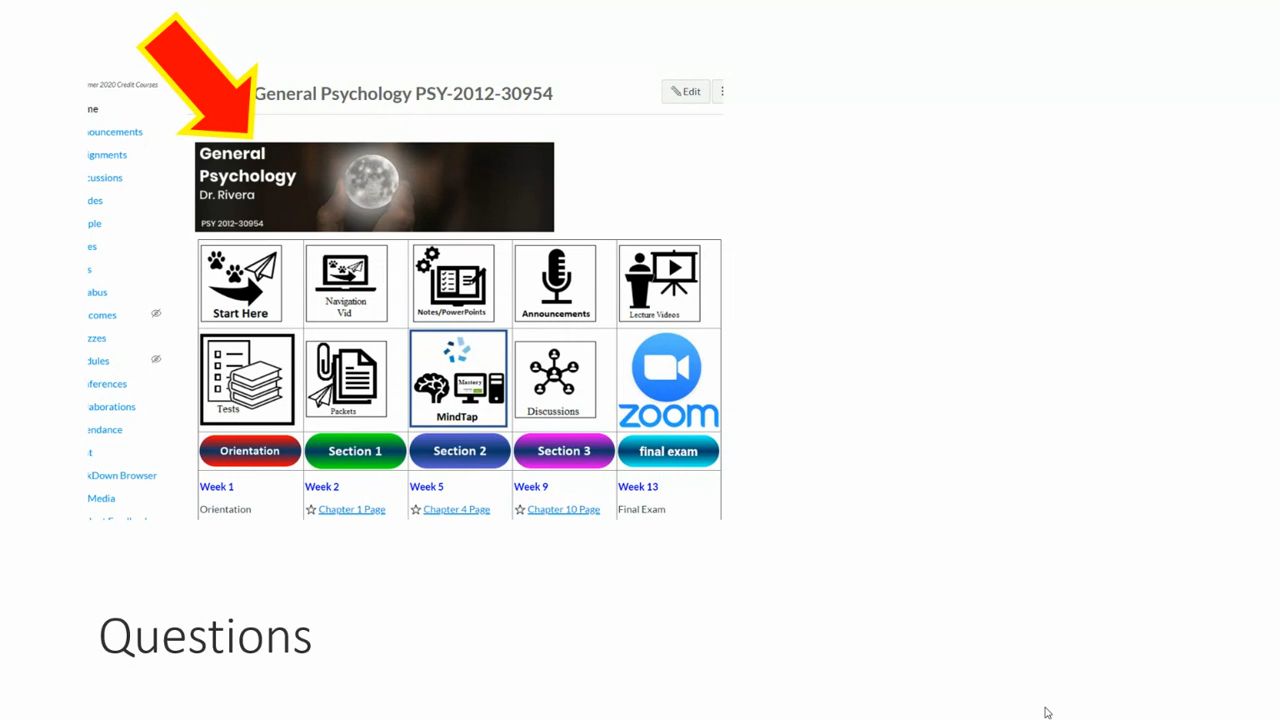 mer 2020 Credit Courses
General Psychology PSY-2012-30954
Edit
me
nouncements
ignments
cussions
des
ple
es
s
abus
comes
zzes
dules
ferences
laborations
endance
t
kDown Browser
Media
General
Psychology
Dr. Rivera
PSY 2012-30954
Start Here
Navigation
Vid
Notes/PowerPoints
Announcements
Lecture Videos
Tests
Packets
Mastery
MindTap
Discussions
zoom
Orientation
Section 1
Section 2
Section 3
final exam
Week 1
Week 2
Week 5
Week 9
Week 13
Orientation
Chapter 1 Page
Chapter 4 Page
Chapter 10 Page
Final Exam
Questions